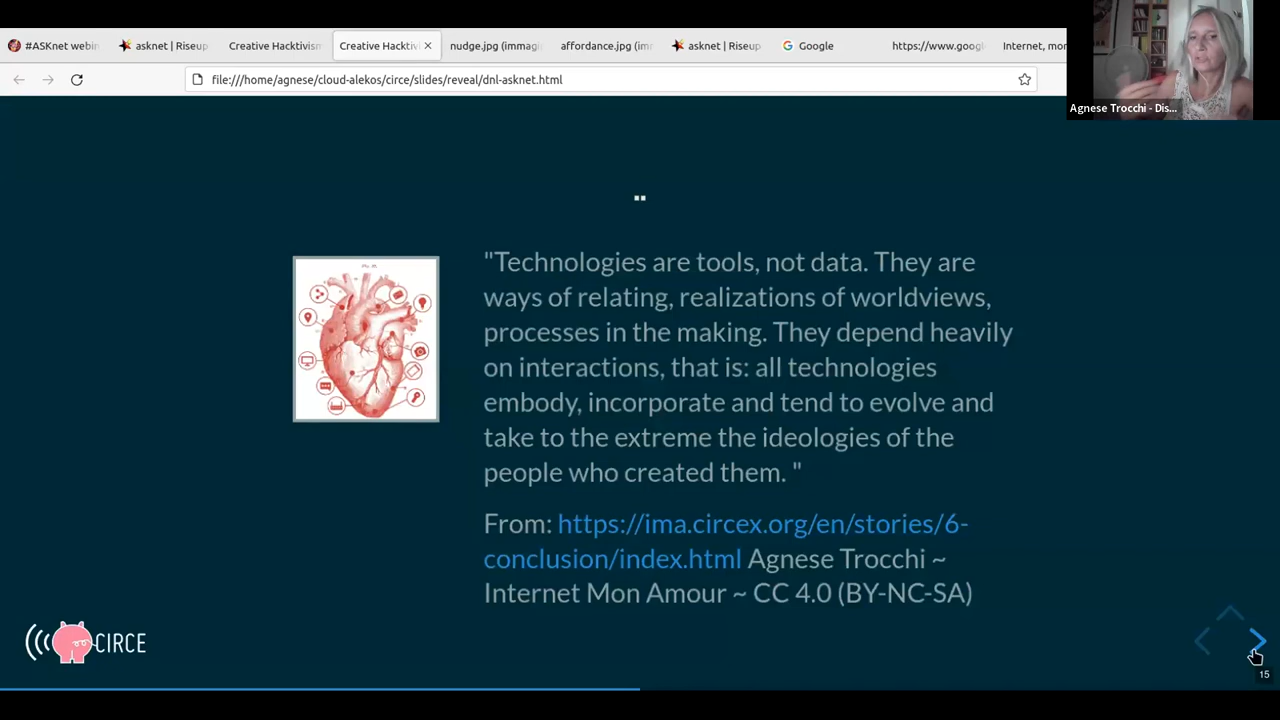 #ASKnet webin
asknet | Riseup
Creative Hacktivism
Creative Hacktiv
nudge.jpg (immagi
affordance.jpg (im
asknet | Riseup
Google
https://www.googl
Internet, mon
file:///home/agnese/cloud-alekos/circe/slides/reveal/dnl-asknet.html
Agnese Trocchi - Dis...
"Technologies are tools, not data. They are
ways of relating, realizations of worldviews,
processes in the making. They depend heavily
on interactions, that is: all technologies
embody, incorporate and tend to evolve and
take to the extreme the ideologies of the
people who created them. "
From: https://ima.circex.org/en/stories/6-
conclusion/index.html Agnese Trocchi ~
Internet Mon Amour ~ CC 4.0 (BY-NC-SA)
CIRCE
15